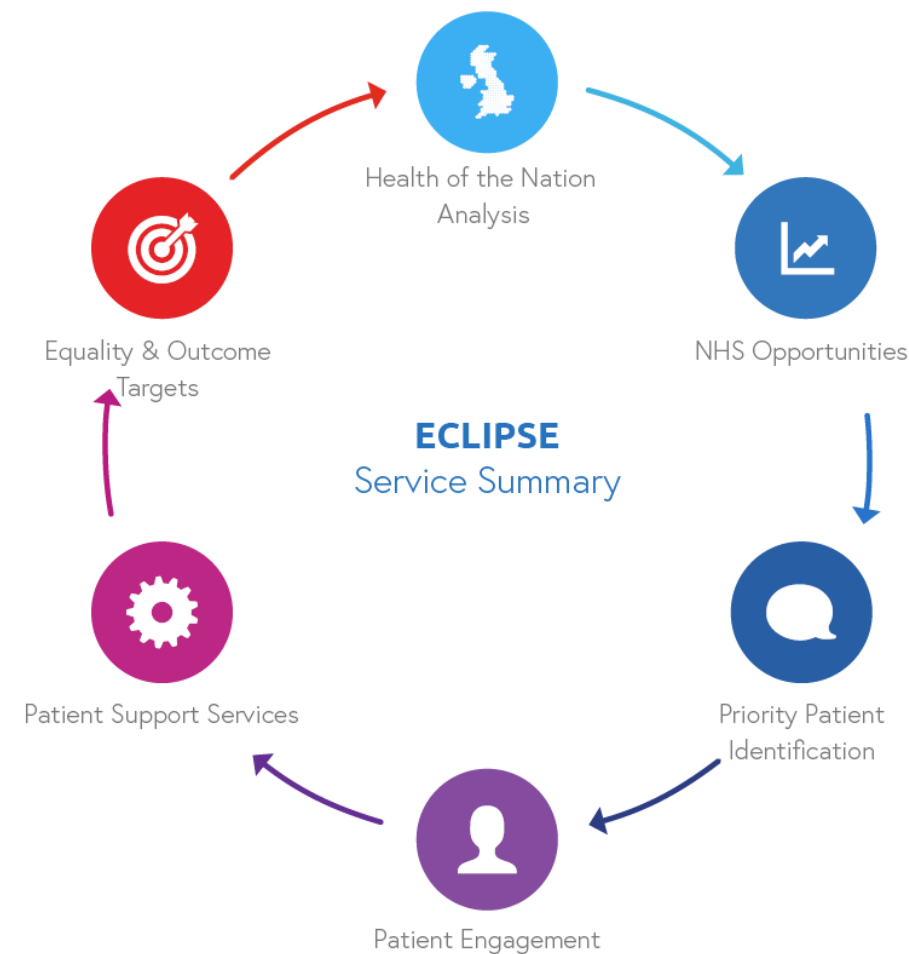 Health of the Nation
Analysis
NHS Opportunities
Priority Patient
Identification
Patient Engagement
Patient Support Services
Equality & Outcome
Targets
ECLIPSE
Service Summary